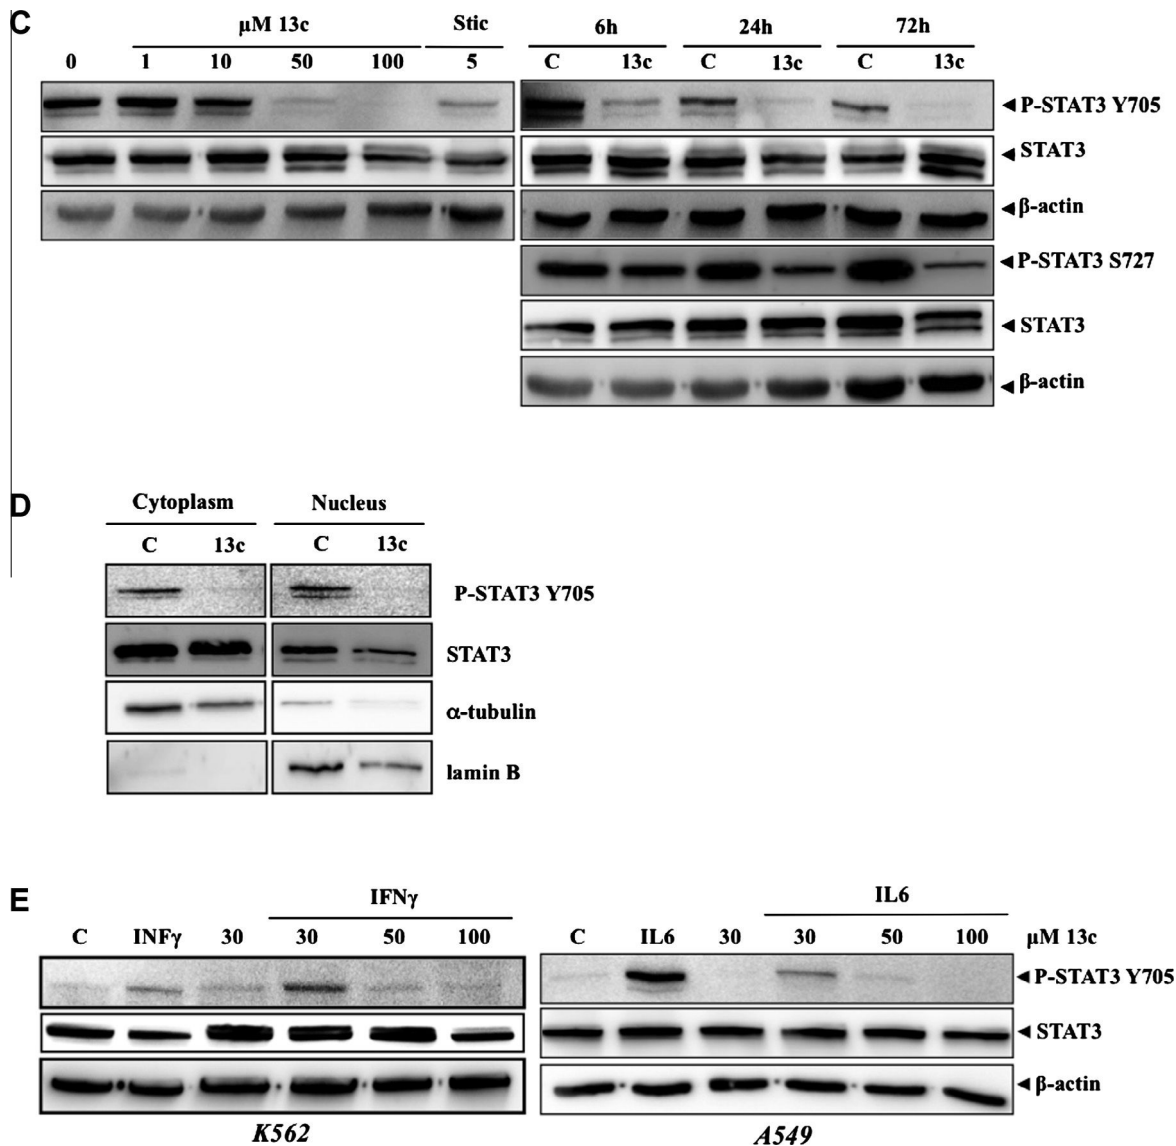 C
μM 13c Stic 6h 24h 72h
0 1 10 50 100 5 C 13c C 13c C 13c
P-STAT3 Y705
STAT3
β-actin
P-STAT3 S727
STAT3
β-actin
D
Cytoplasm Nucleus
C 13c C 13c
P-STAT3 Y705
STAT3
α-tubulin
lamin B
E
IFNγ IL6
C INFγ 30 30 50 100 C IL6 30 30 50 100 μM 13c
P-STAT3 Y705
STAT3
β-actin
K562 A549